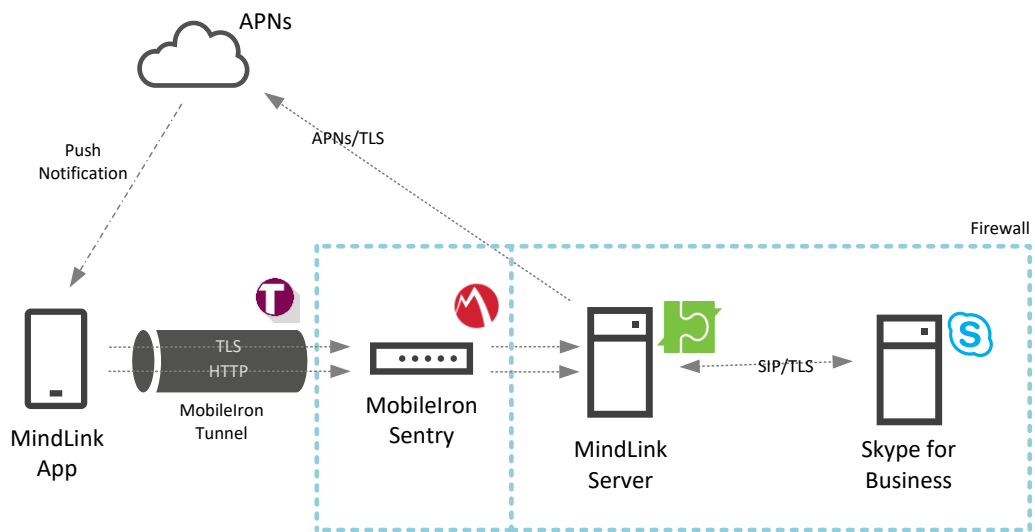 APNs
Push
Notification
APNs/TLS
Firewall
T
TLS
HTTP
MobileIron
Tunnel
MindLink
App
MobileIron
Sentry
MindLink
Server
SIP/TLS
S
Skype for
Business